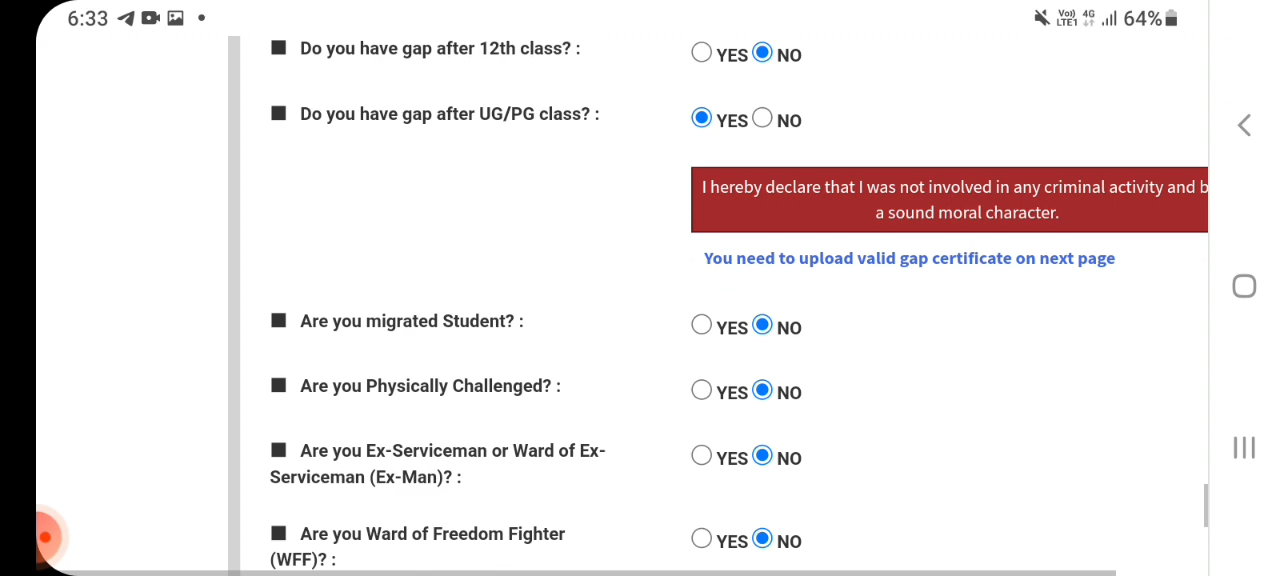 6:33
Vo)) 4G
LTE1
64%
Do you have gap after 12th class? :
YES NO
Do you have gap after UG/PG class? :
YES NO
I hereby declare that I was not involved in any criminal activity and b
a sound moral character.
You need to upload valid gap certificate on next page
Are you migrated Student? :
YES NO
Are you Physically Challenged? :
YES NO
Are you Ex-Serviceman or Ward of Ex-
Serviceman (Ex-Man)? :
YES NO
Are you Ward of Freedom Fighter
(WFF)? :
YES NO